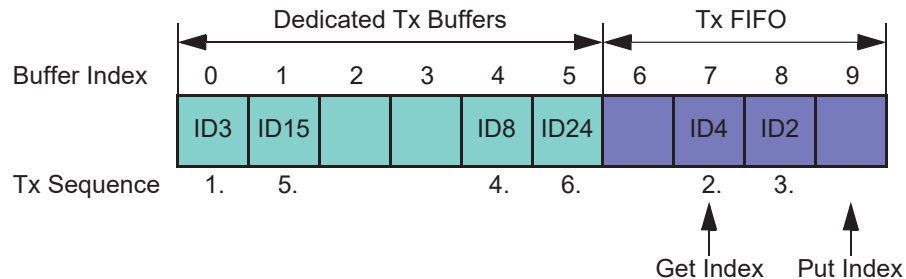 Dedicated Tx Buffers Tx FIFO
Buffer Index 0 1 2 3 4 5 6 7 8 9
ID3 ID15 ID8 ID24 ID4 ID2
Tx Sequence 1. 5. 4. 6. 2. 3.
Get Index Put Index